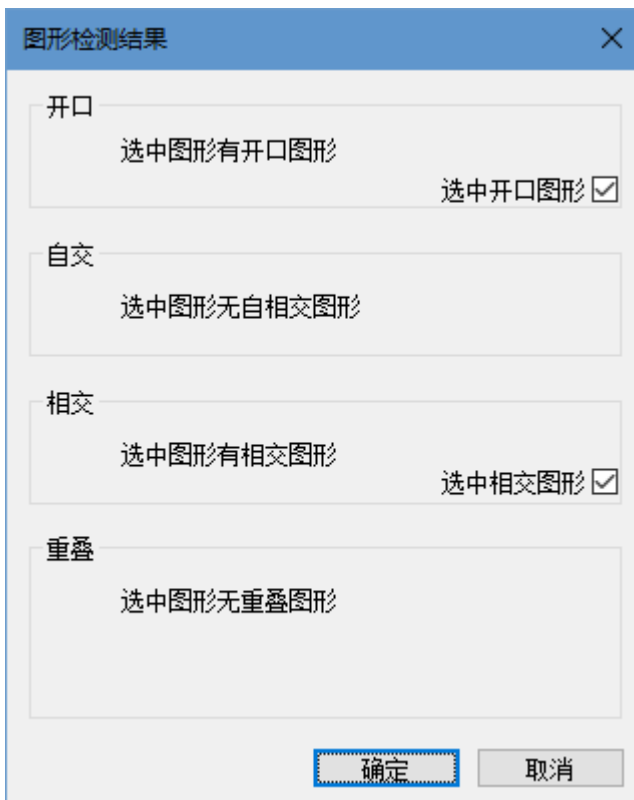 图形检测结果
开口
选中图形有开口图形
选中开口图形
自交
选中图形无自相交图形
相交
选中图形有相交图形
选中相交图形
重叠
选中图形无重叠图形
确定
取消